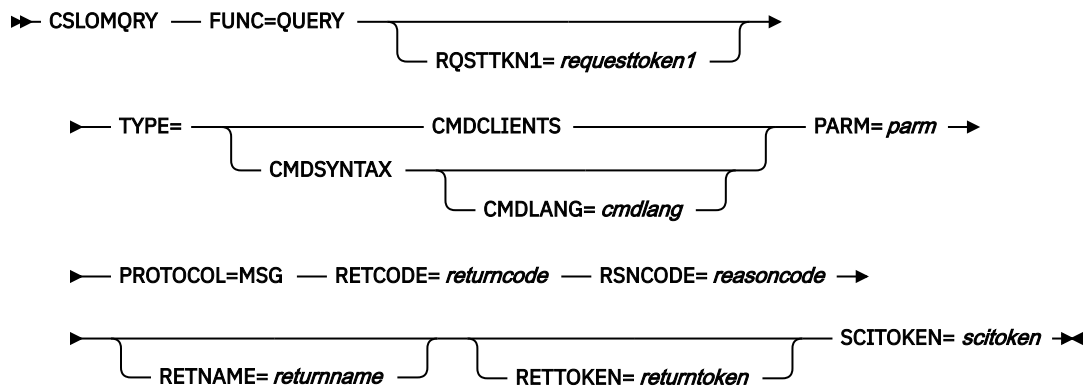 CSLOMQRY FUNC=QUERY
RQSTTKN1= requesttoken1
TYPE= CMDCLIENTS PARM= parm
CMDSYNTAX
CMDLANG= cmdlang
PROTOCOL=MSG RETCODE= returncode RSNCODE= reasoncode
SCITOKEN= scitoken
RETNAME= returnname RETTOKEN= returntoken